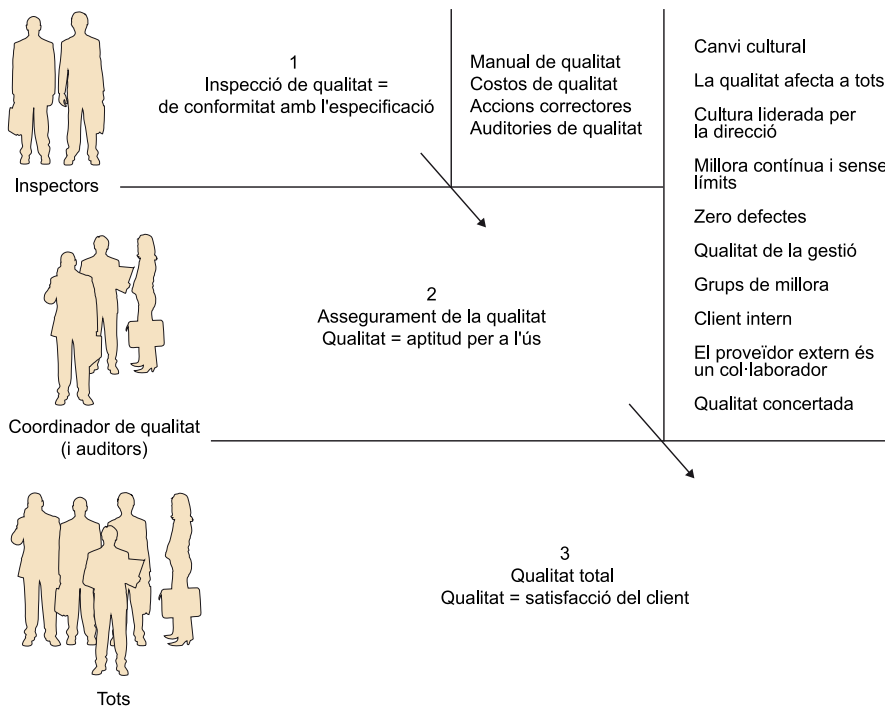 1
Inspecció de qualitat =
de conformitat amb l'especificació
Manual de qualitat
Costos de qualitat
Accions correctores
Auditories de qualitat
Canvi cultural
La qualitat afecta a tots
Cultura liderada per
la direcció
Millora contínua i sense
límits
Zero defectes
Qualitat de la gestió
Grups de millora
Client intern
El proveïdor extern és
un col·laborador
Qualitat concertada
Inspectors
2
Assegurament de la qualitat
Qualitat = aptitud per a l'ús
Coordinador de qualitat
(i auditors)
3
Qualitat total
Qualitat = satisfacció del client
Tots